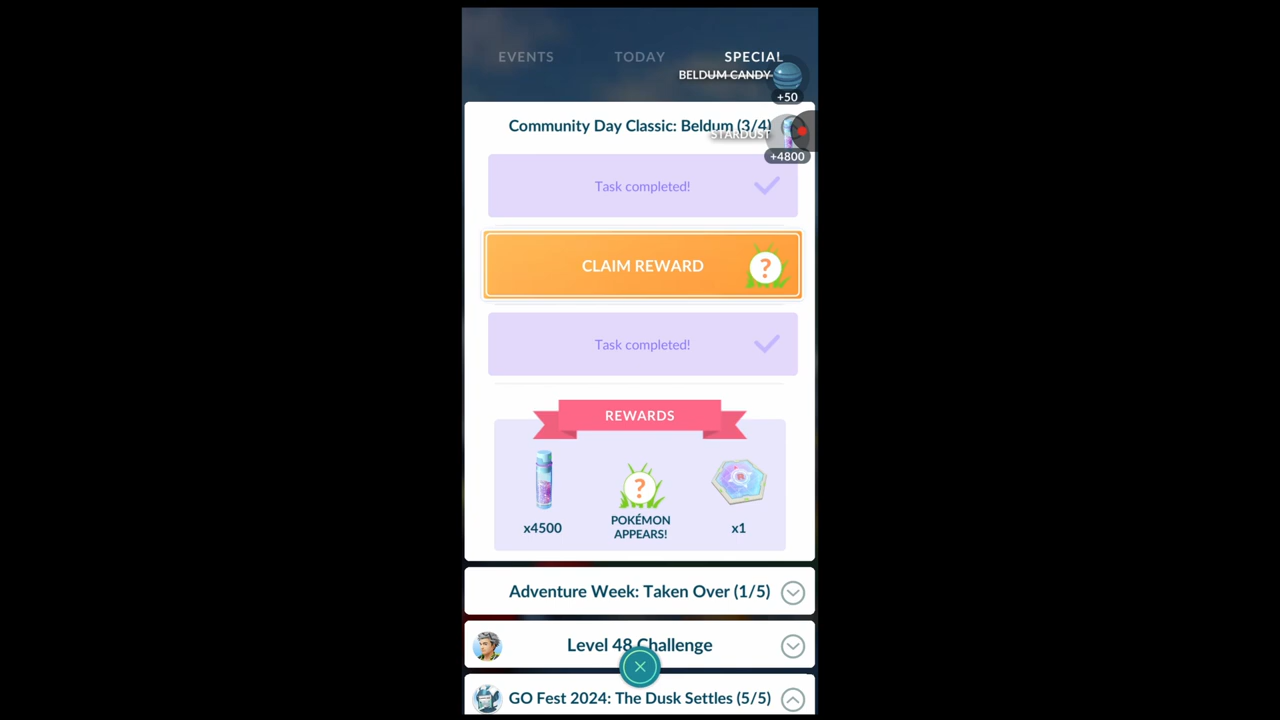 EVENTS
TODAY
SPECIAL
BELDUM CANDY
+50
Community Day Classic: Beldum (3/4)
STARDUST
+4800
Task completed!
CLAIM REWARD
?
Task completed!
REWARDS
?
x4500
POKÉMON
APPEARS!
x1
Adventure Week: Taken Over (1/5)
Level 48 Challenge
GO Fest 2024: The Dusk Settles (5/5)